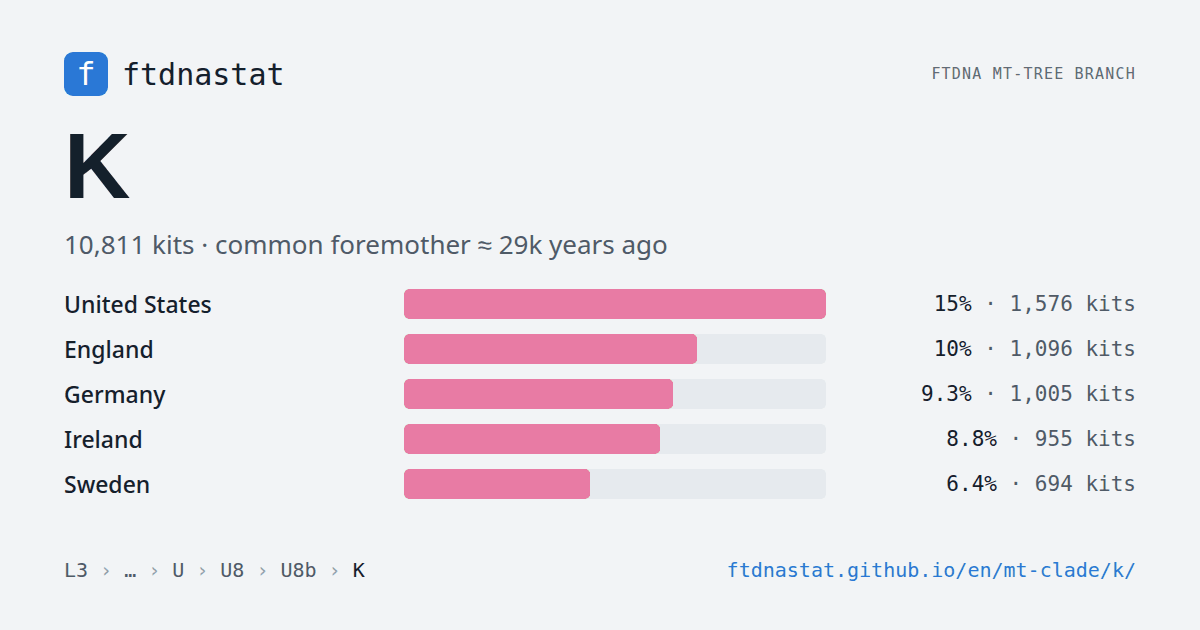 f ftdnastat
FTDNA MT-TREE BRANCH
K
10,811 kits · common foremother ≈ 29k years ago
United States 15% · 1,576 kits
England 10% · 1,096 kits
Germany 9.3% · 1,005 kits
Ireland 8.8% · 955 kits
Sweden 6.4% · 694 kits
L3 › … › U › U8 › U8b › K
ftdnastat.github.io/en/mt-clade/k/